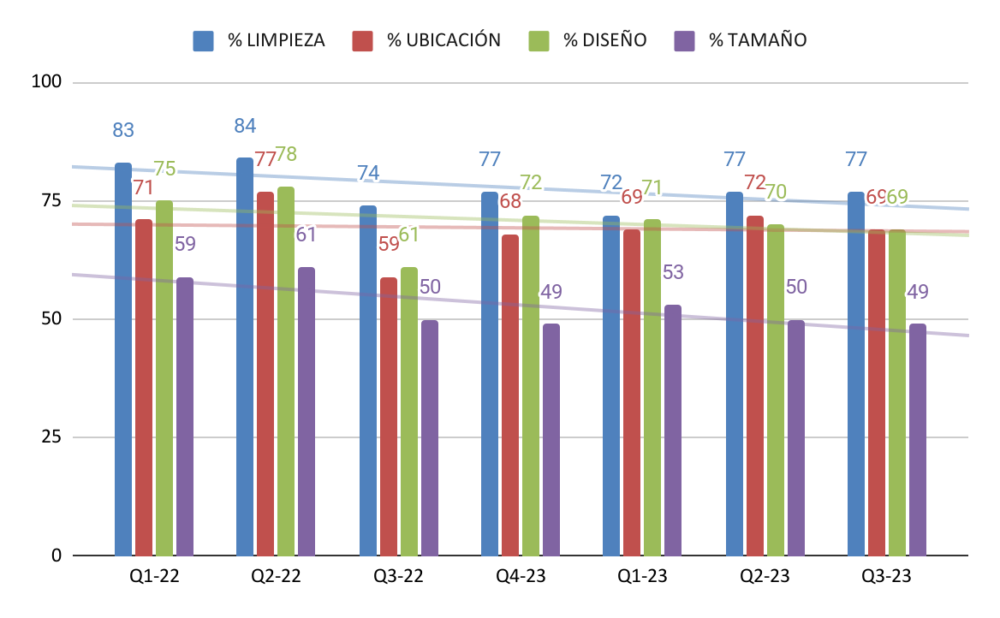 % LIMPIEZA % UBICACIÓN % DISEÑO % TAMAÑO
100
75
50
25
0
83 71 75 59
84 77 78 61
74 59 61 50
77 68 72 49
72 69 71 53
77 72 70 50
77 69 69 49
Q1-22 Q2-22 Q3-22 Q4-23 Q1-23 Q2-23 Q3-23